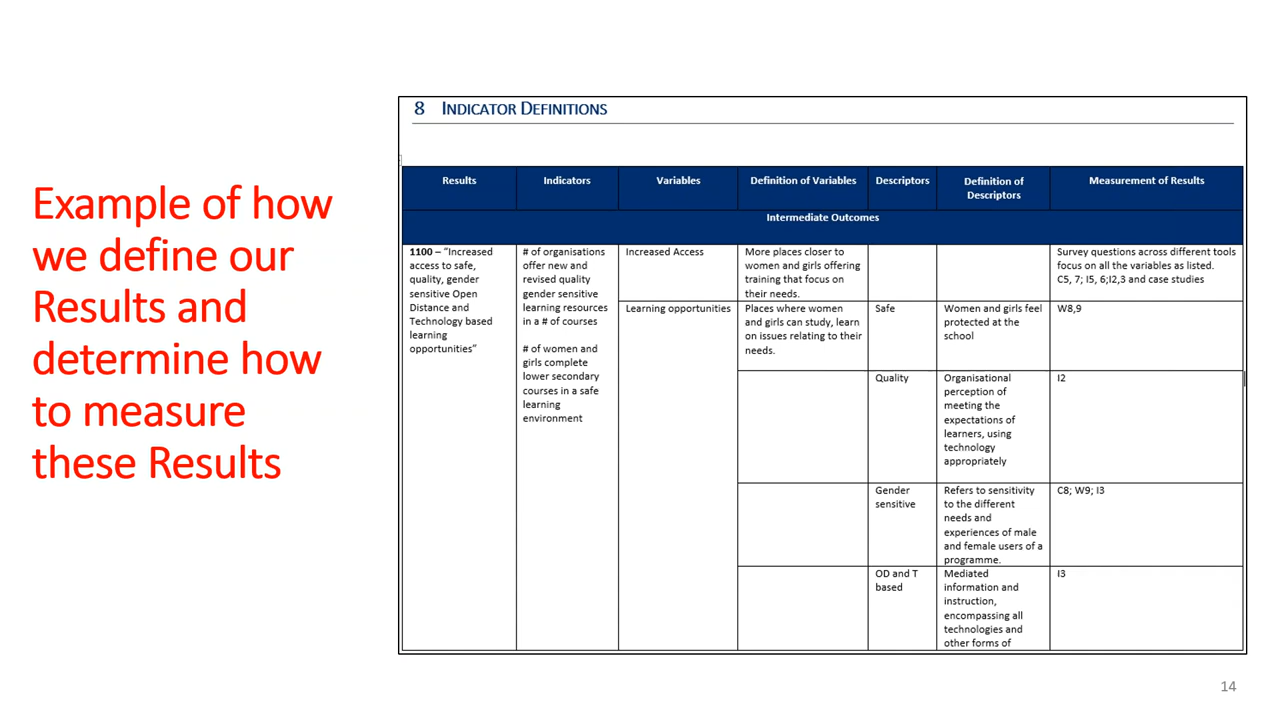 Example of how
we define our
Results and
determine how
to measure
these Results
8 INDICATOR DEFINITIONS
Results Indicators Variables Definition of Variables Descriptors Definition of Descriptors Measurement of Results
Intermediate Outcomes
1100 – “Increased
access to safe,
quality, gender
sensitive Open
Distance and
Technology based
learning
opportunities”
# of organisations
offer new and
revised quality
gender sensitive
learning resources
in a # of courses
# of women and
girls complete
lower secondary
courses in a safe
learning
environment
Increased Access
More places closer to
women and girls offering
training that focus on
their needs.
Survey questions across different tools
focus on all the variables as listed.
C5, 7; I5, 6;I2,3 and case studies
Learning opportunities
Places where women
and girls can study, learn
on issues relating to their
needs.
Safe
Women and girls feel
protected at the
school
W8,9
Quality
Organisational
perception of
meeting the
expectations of
learners, using
technology
appropriately
I2
Gender
sensitive
Refers to sensitivity
to the different
needs and
experiences of male
and female users of a
programme.
C8; W9; I3
OD and T
based
Mediated
information and
instruction,
encompassing all
technologies and
other forms of
I3
14